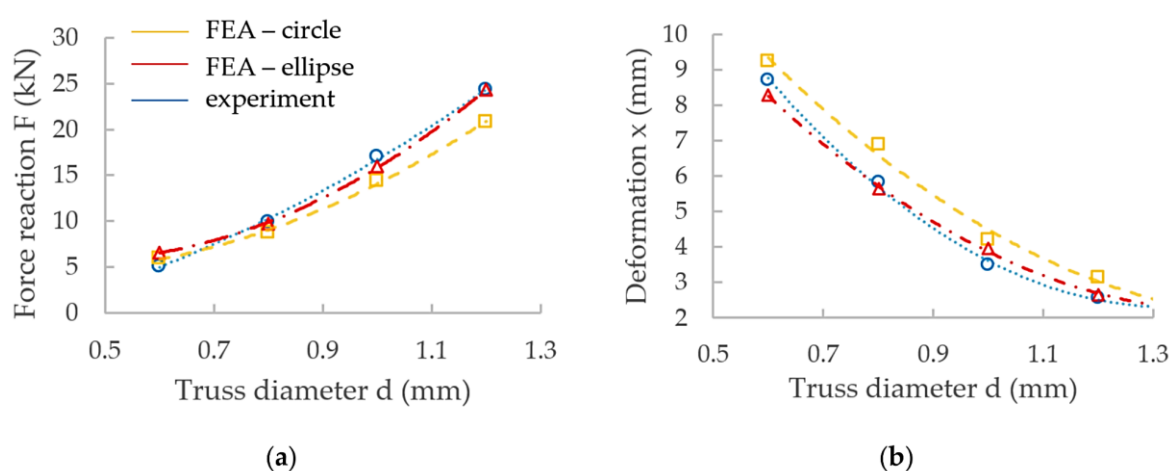 FEA – circle
FEA – ellipse
experiment
Force reaction F (kN)
30
25
20
15
10
5
0
0.5 0.7 0.9 1.1 1.3
Truss diameter d (mm)
(a)
Deformation x (mm)
10
9
8
7
6
5
4
3
2
0.5 0.7 0.9 1.1 1.3
Truss diameter d (mm)
(b)